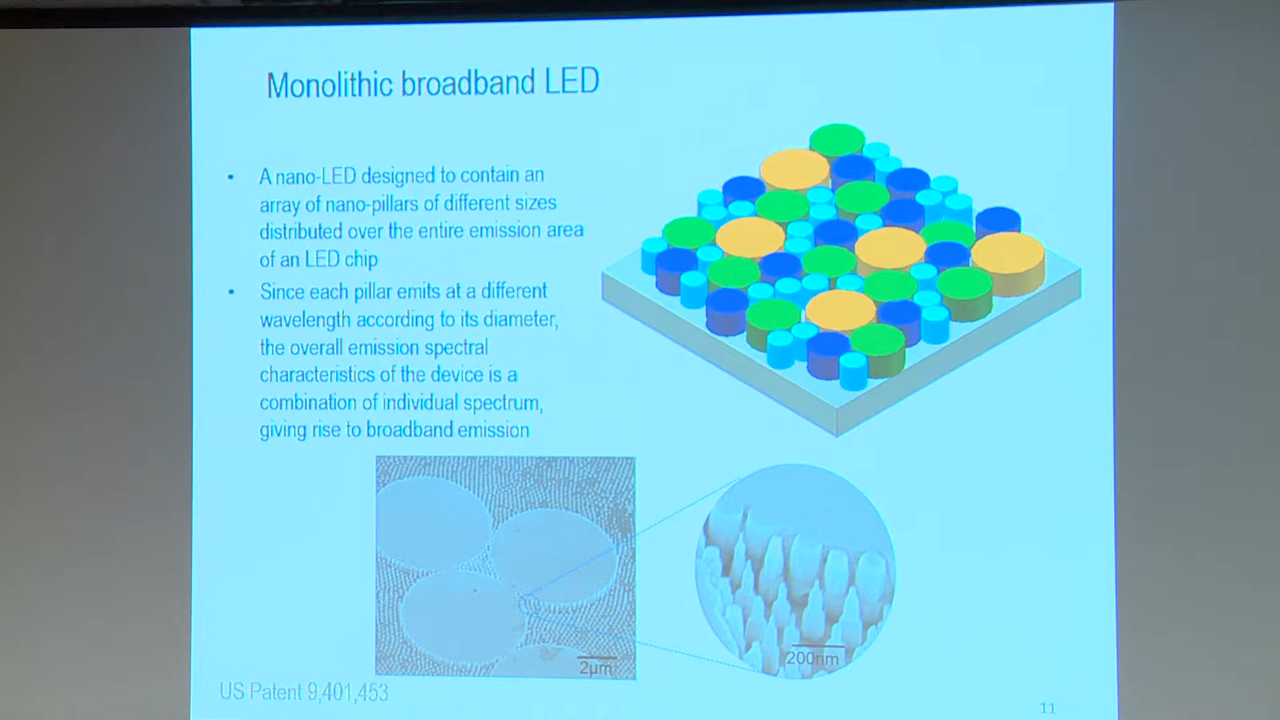 Monolithic broadband LED
• A nano-LED designed to contain an
array of nano-pillars of different sizes
distributed over the entire emission area
of an LED chip
• Since each pillar emits at a different
wavelength according to its diameter,
the overall emission spectral
characteristics of the device is a
combination of individual spectrum,
giving rise to broadband emission
2μm
200nm
US Patent 9,401,453
11